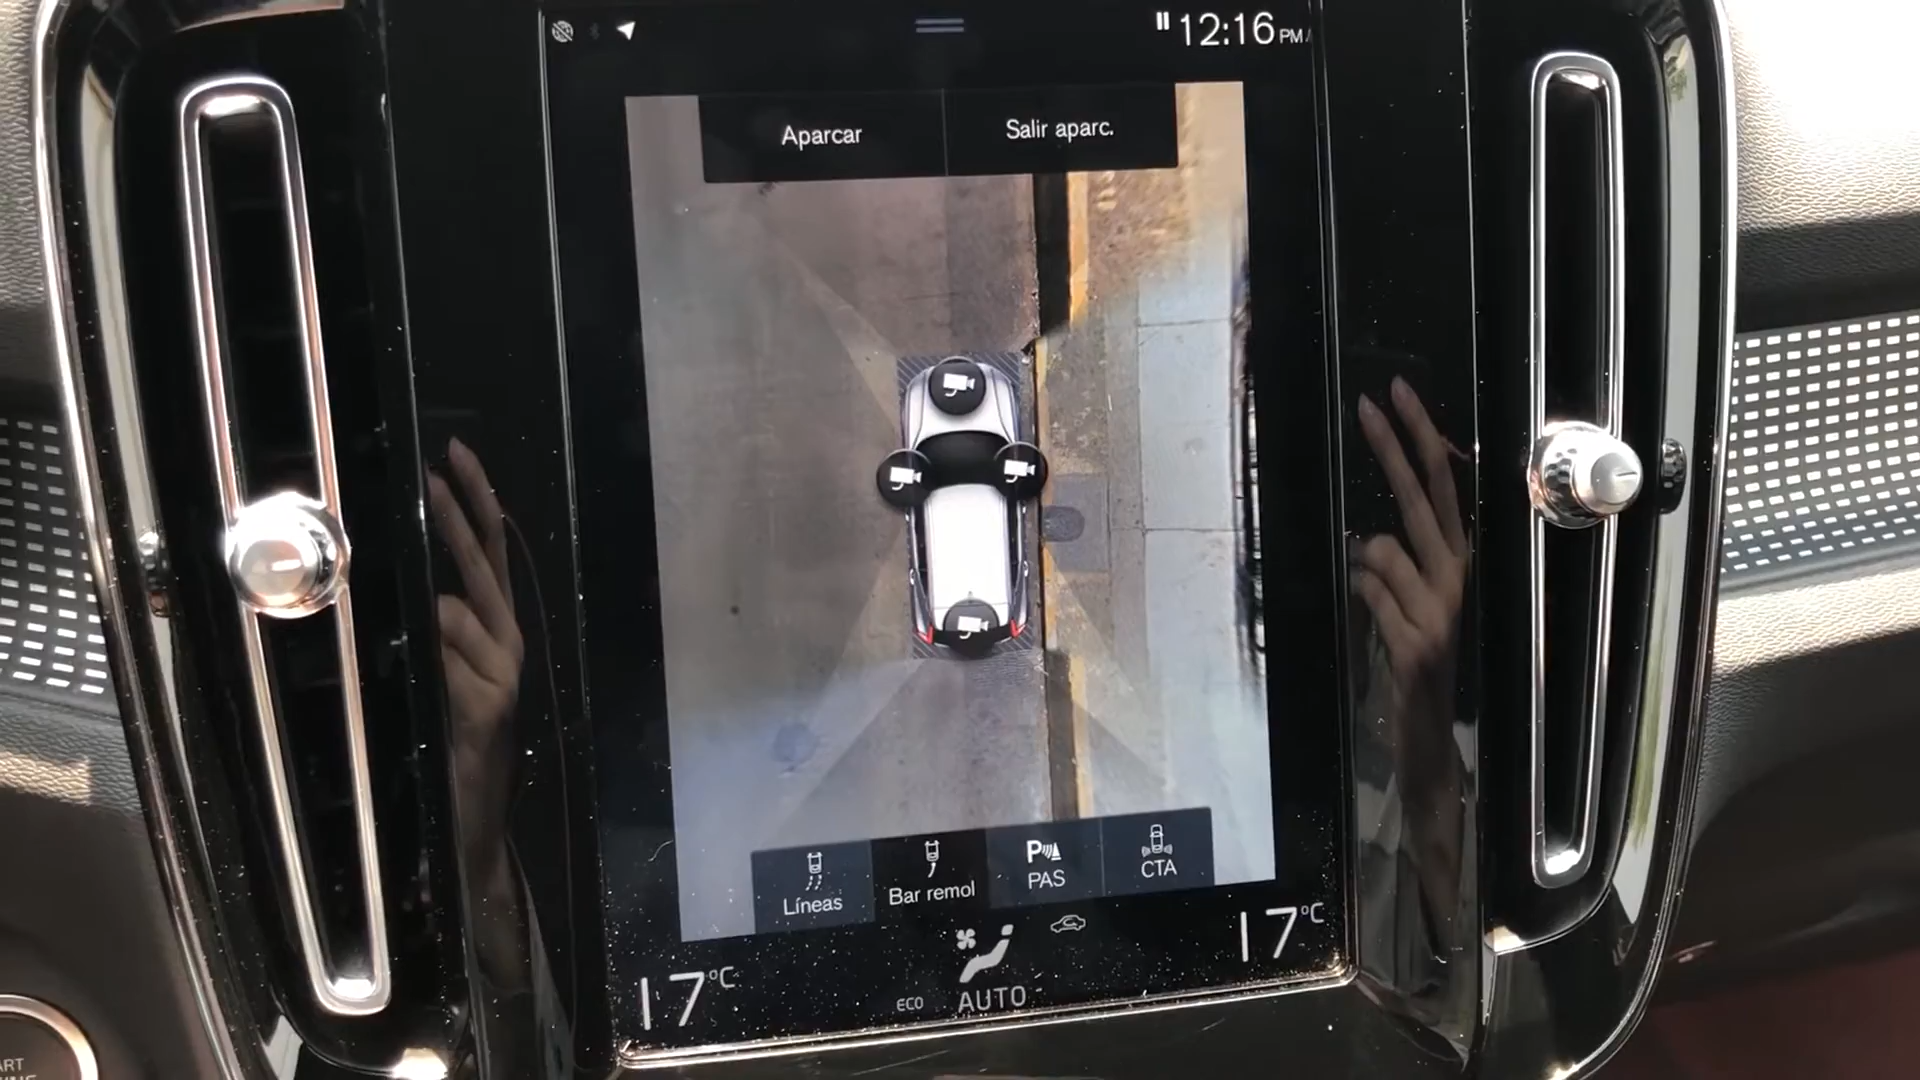 12:16 PM
Aparcar
Salir aparc.
Líneas
Bar remol
PAS
CTA
17°C
17°C
ECO
AUTO